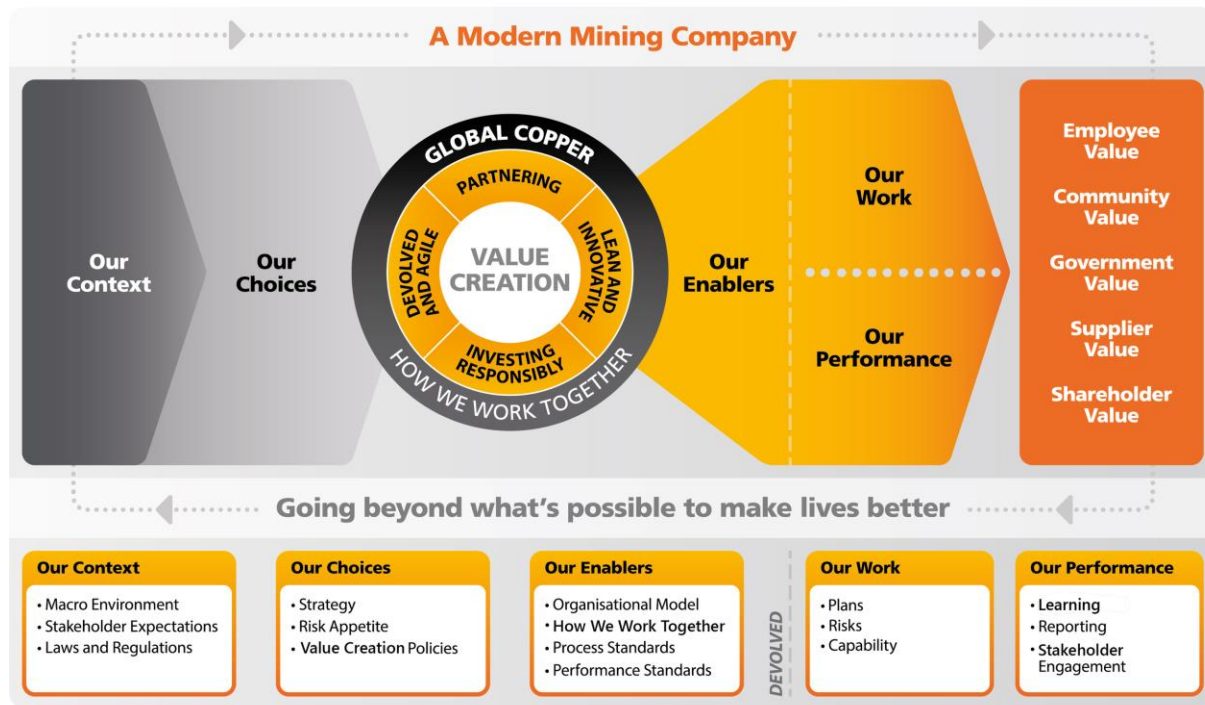 A Modern Mining Company
Our
Context
Our
Choices
GLOBAL COPPER
PARTNERING
DEVOLVED
AND AGILE
VALUE
CREATION
LEAN AND
INNOVATIVE
INVESTING
RESPONSIBLY
HOW WE WORK TOGETHER
Our
Enablers
Our
Work
Our
Performance
Employee
Value
Community
Value
Government
Value
Supplier
Value
Shareholder
Value
Going beyond what's possible to make lives better
Our Context
• Macro Environment
• Stakeholder Expectations
• Laws and Regulations
Our Choices
• Strategy
• Risk Appetite
• Value Creation Policies
Our Enablers
• Organisational Model
• How We Work Together
• Process Standards
• Performance Standards
DEVOLVED
Our Work
• Plans
• Risks
• Capability
Our Performance
• Learning
• Reporting
• Stakeholder
Engagement